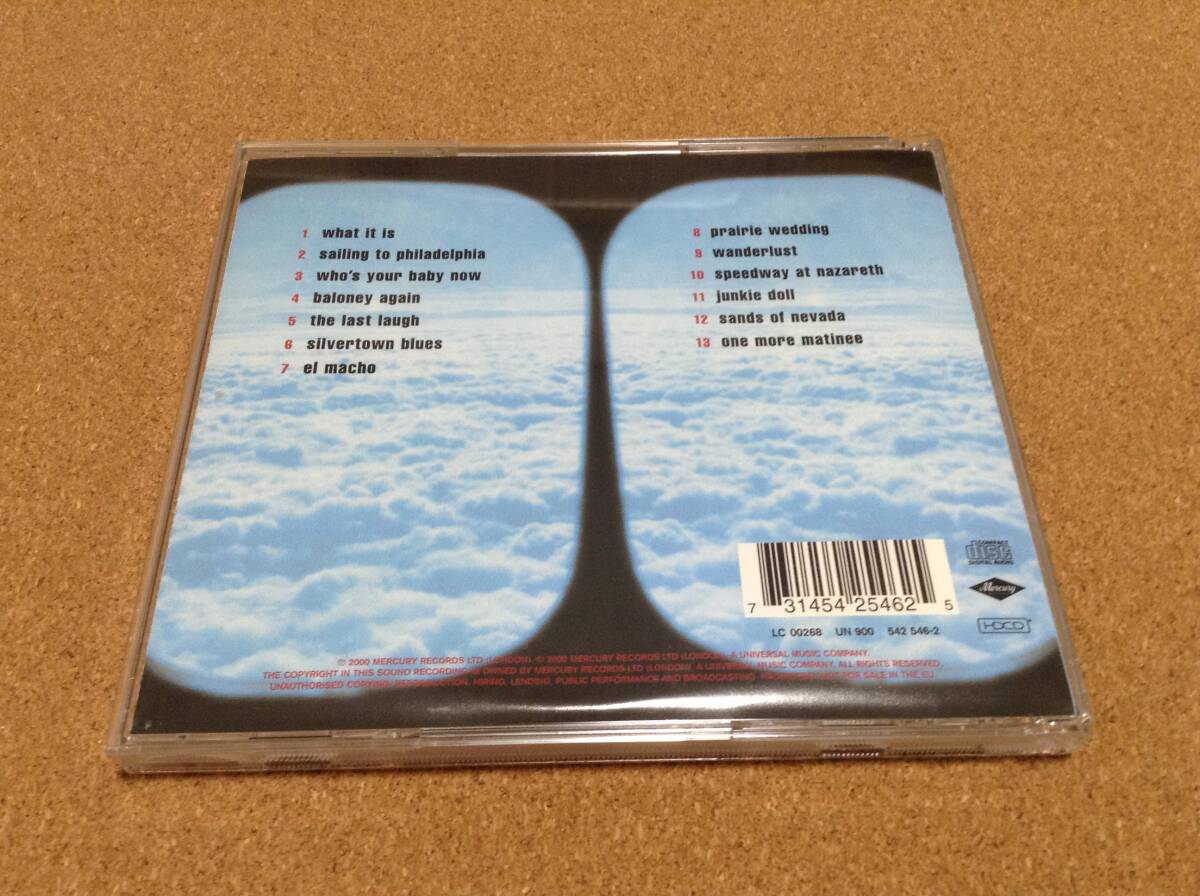 1 what it is
2 sailing to philadelphia
3 who's your baby now
4 baloney again
5 the last laugh
6 silvertown blues
7 el macho
8 prairie wedding
9 wanderlust
10 speedway at nazareth
11 junkie doll
12 sands of nevada
13 one more matinee
COMPACT
disc
DIGITAL AUDIO
Mercury
HDCD
7 31454 25462 5
LC 00268 UN 900 542 546-2
℗ 2000 MERCURY RECORDS LTD (LONDON). © 2000 MERCURY RECORDS LTD (LONDON). A UNIVERSAL MUSIC COMPANY.
THE COPYRIGHT IN THIS SOUND RECORDING IS OWNED BY MERCURY RECORDS LTD (LONDON). A UNIVERSAL MUSIC COMPANY. ALL RIGHTS RESERVED.
UNAUTHORISED COPYING, REPRODUCTION, HIRING, LENDING, PUBLIC PERFORMANCE AND BROADCASTING PROHIBITED. NOT FOR SALE IN THE EU.